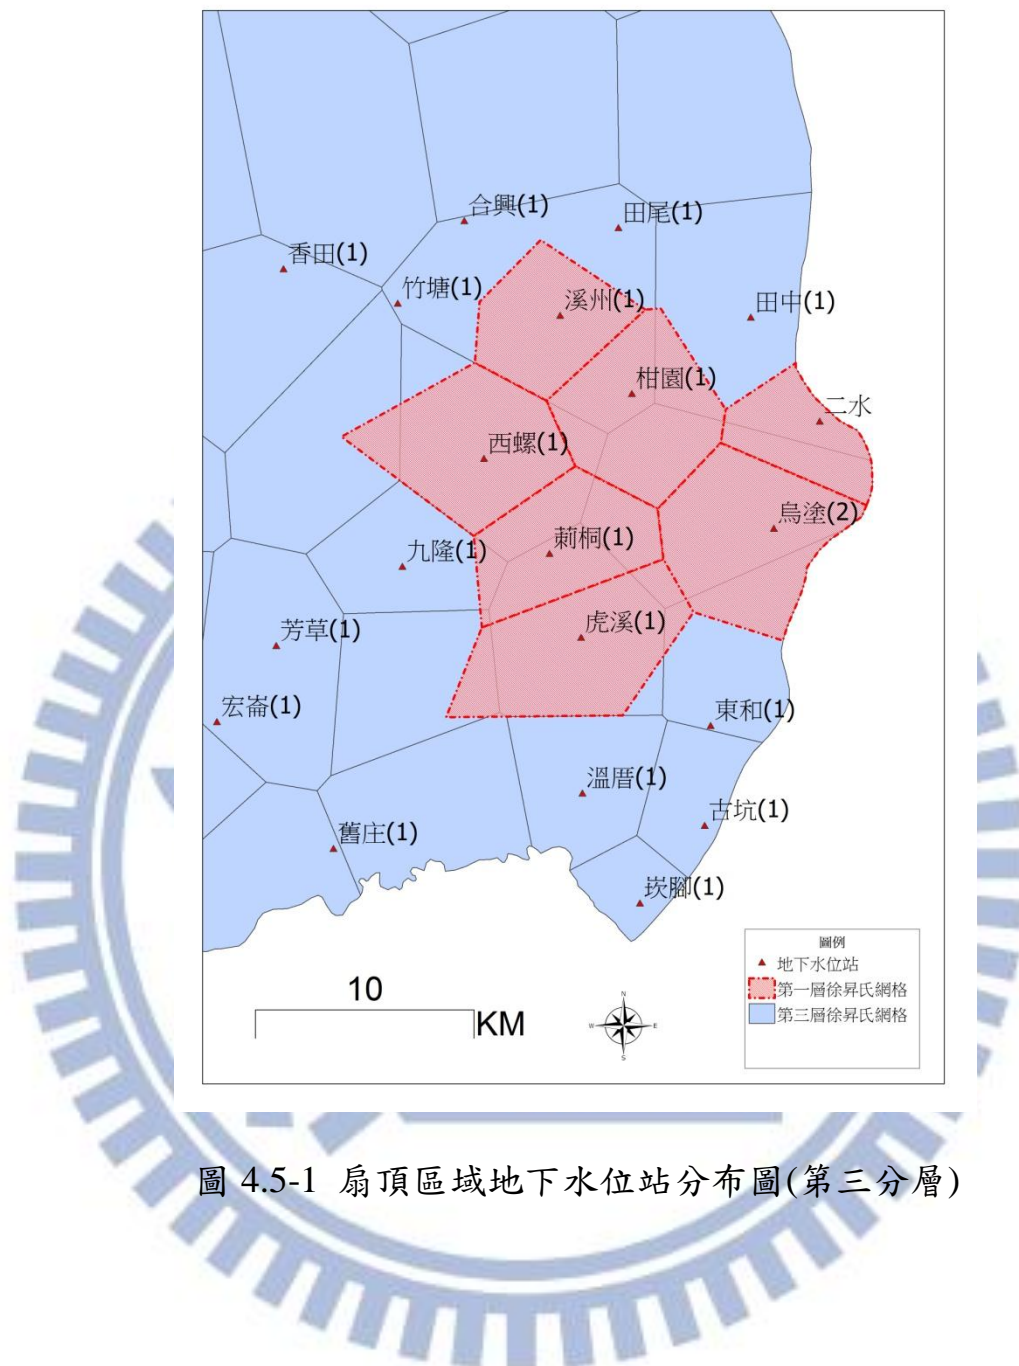 合興(1)
田尾(1)
香田(1)
竹塘(1)
溪州(1)
田中(1)
柑園(1)
二水
西螺(1)
烏塗(2)
莿桐(1)
九隆(1)
虎溪(1)
芳草(1)
宏崙(1)
東和(1)
溫厝(1)
古坑(1)
舊庄(1)
崁腳(1)
圖例
地下水位站
第一層徐昇氏網格
第三層徐昇氏網格
10
KM
N
W
E
S
圖 4.5-1 扇頂區域地下水位站分布圖(第三分層)